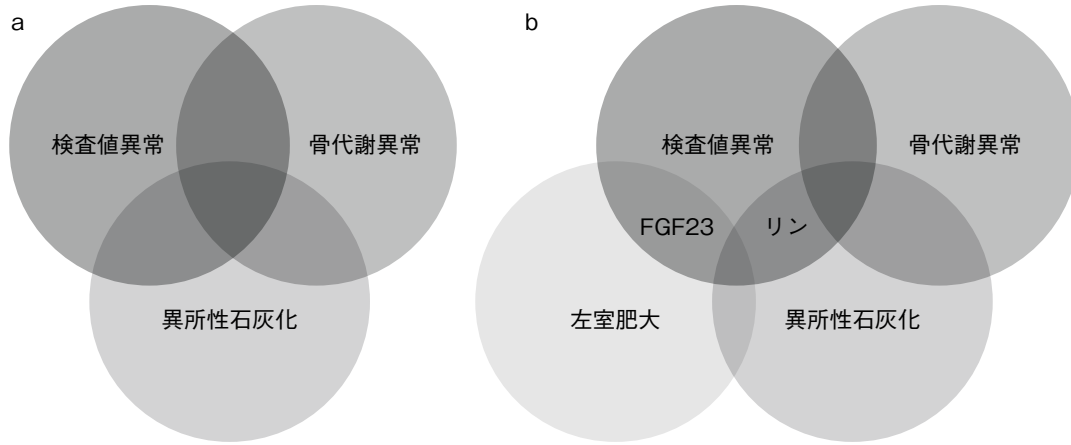 a
検査値異常
骨代謝異常
異所性石灰化
b
検査値異常
骨代謝異常
FGF23
リン
左室肥大
異所性石灰化